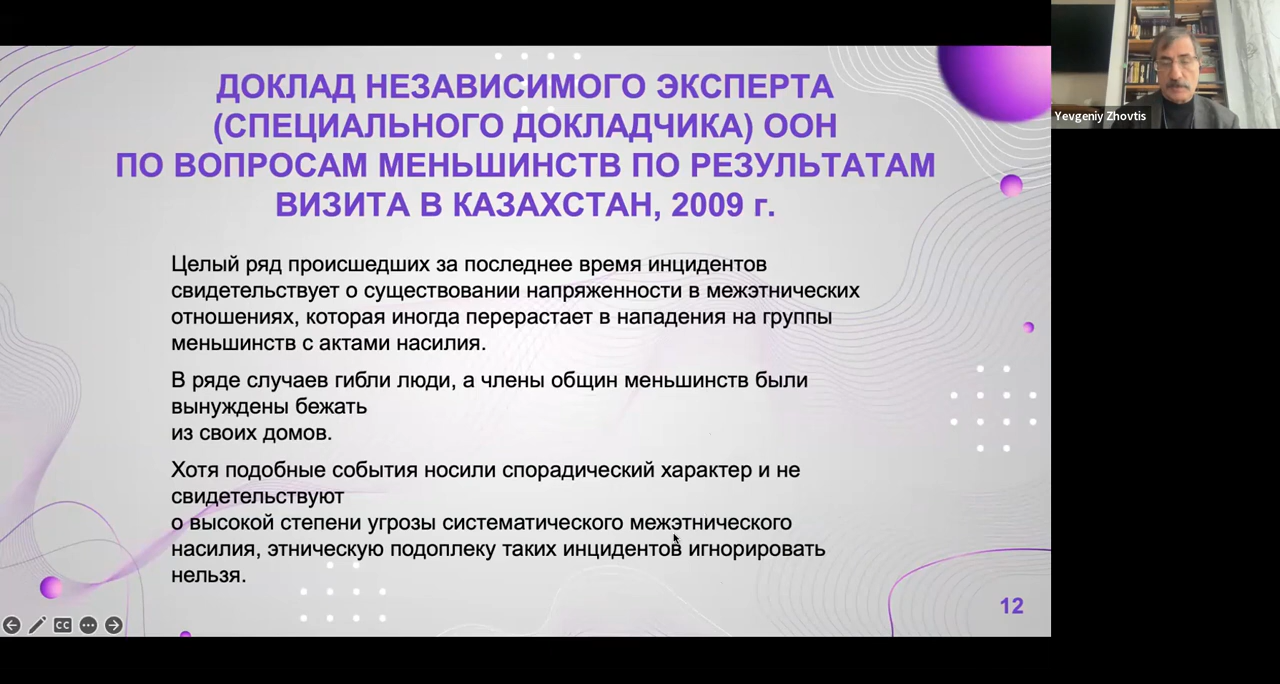 ДОКЛАД НЕЗАВИСИМОГО ЭКСПЕРТА
(СПЕЦИАЛЬНОГО ДОКЛАДЧИКА) ООН
ПО ВОПРОСАМ МЕНЬШИНСТВ ПО РЕЗУЛЬТАТАМ
ВИЗИТА В КАЗАХСТАН, 2009 г.
Целый ряд происшедших за последнее время инцидентов
свидетельствует о существовании напряженности в межэтнических
отношениях, которая иногда перерастает в нападения на группы
меньшинств с актами насилия.
В ряде случаев гибли люди, а члены общин меньшинств были
вынуждены бежать
из своих домов.
Хотя подобные события носили спорадический характер и не
свидетельствуют
о высокой степени угрозы систематического межэтнического
насилия, этническую подоплеку таких инцидентов игнорировать
нельзя.
12
CC
Yevgeniy Zhovtis